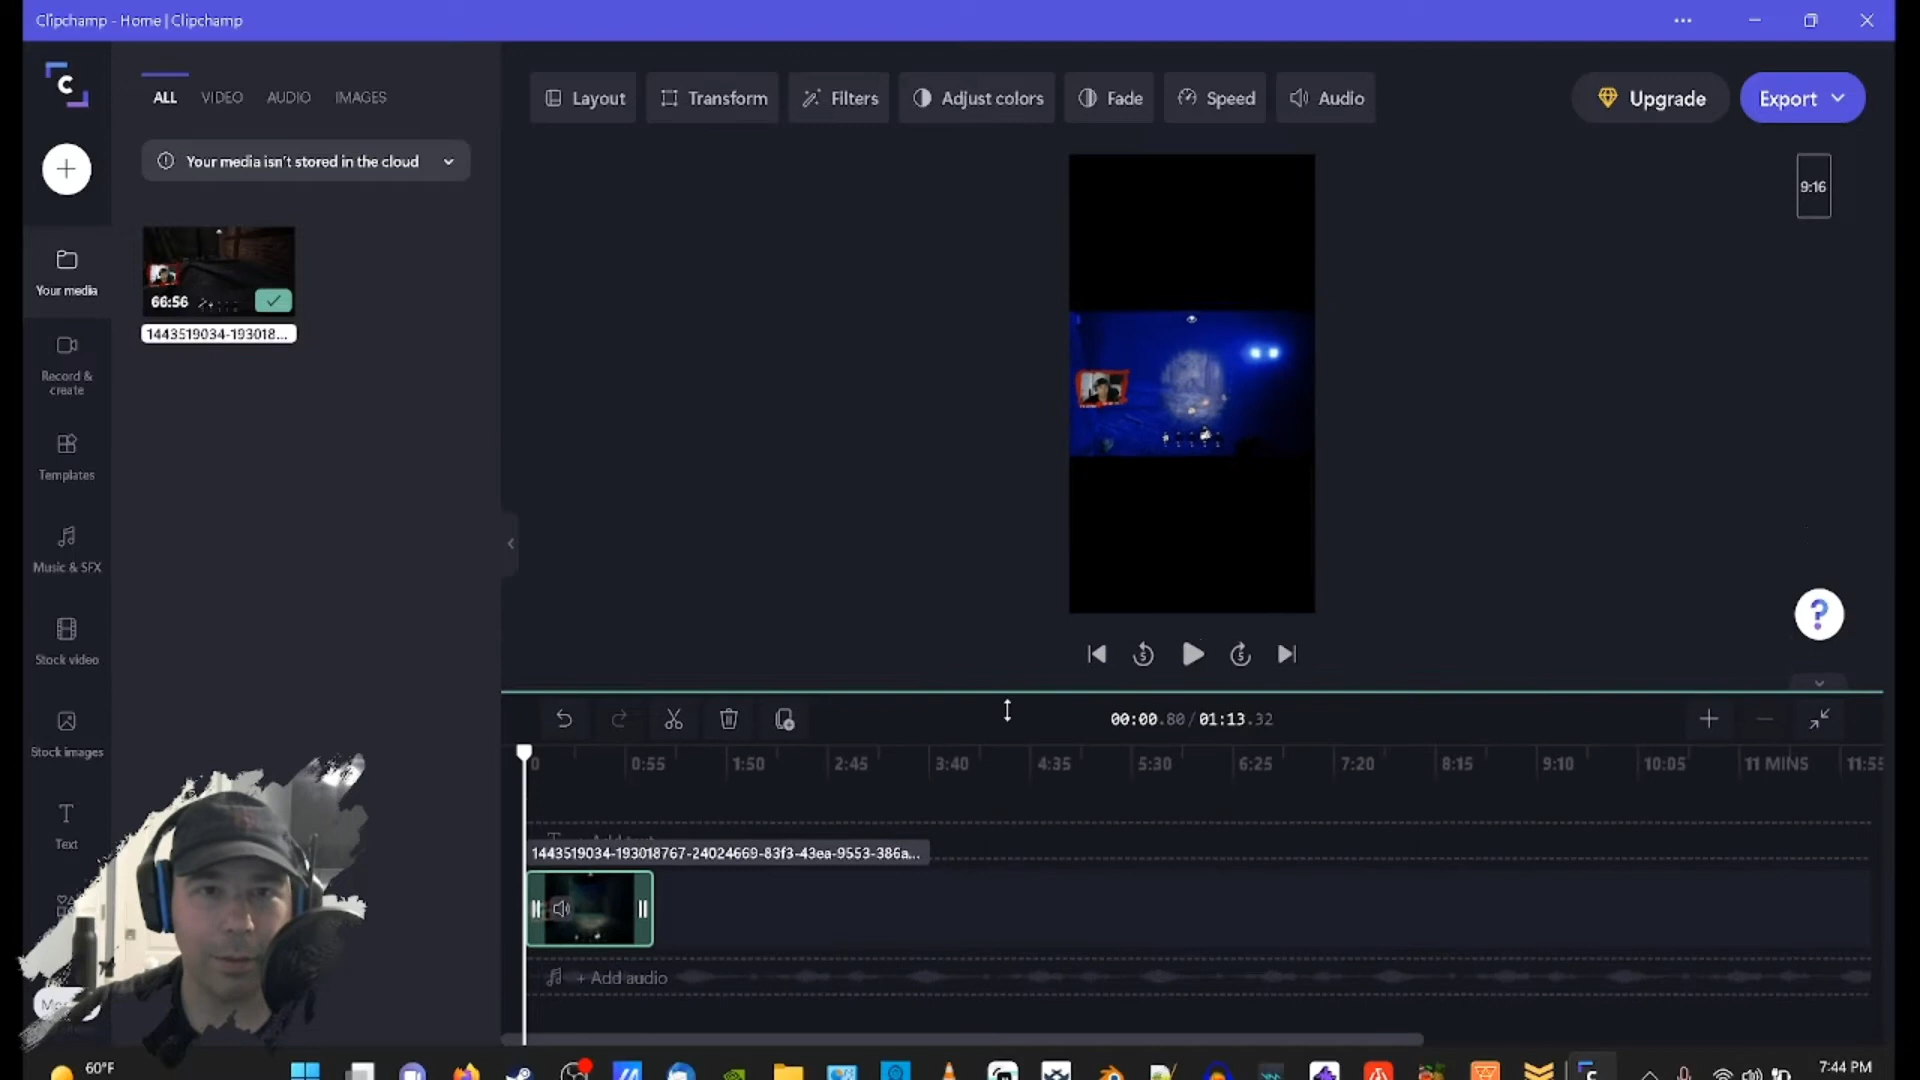 Clipchamp - Home | Clipchamp
ALL VIDEO AUDIO IMAGES
Layout Transform Filters Adjust colors Fade Speed Audio
Upgrade Export
Your media isn't stored in the cloud
9:16
66:56
1443519034-193018...
Your media
Record &
create
Templates
Music & SFX
Stock video
Stock images
Text
00:00.80/01:13.32
0 0:55 1:50 2:45 3:40 4:35 5:30 6:25 7:20 8:15 9:10 10:05 11 MINS 11:55
1443519034-193018767-24024669-83f3-43ea-9553-386a...
+ Add audio
60°F
7:44 PM